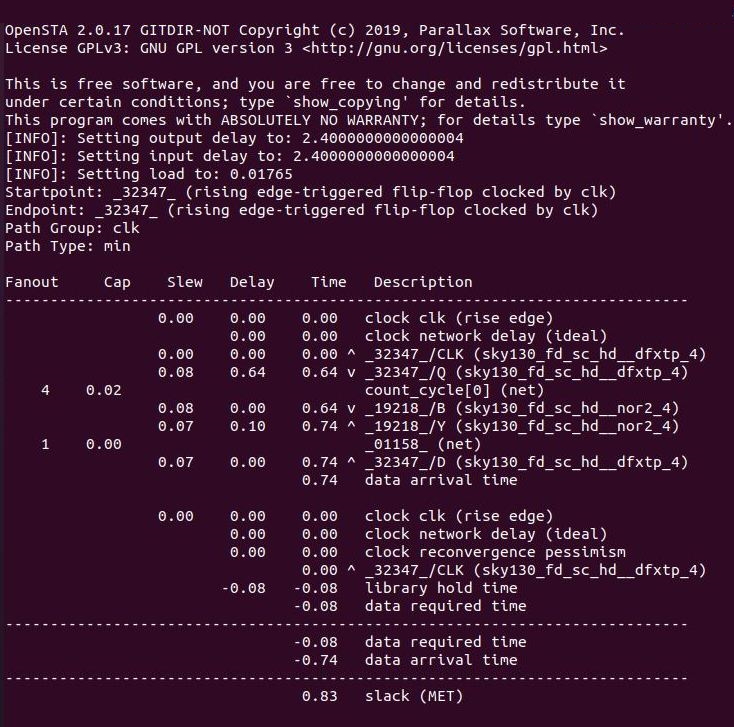 OpenSTA 2.0.17 GITDIR-NOT Copyright (c) 2019, Parallax Software, Inc.
License GPLv3: GNU GPL version 3 <http://gnu.org/licenses/gpl.html>

This is free software, and you are free to change and redistribute it
under certain conditions; type `show_copying' for details.
This program comes with ABSOLUTELY NO WARRANTY; for details type `show_warranty'.
[INFO]: Setting output delay to: 2.4000000000000004
[INFO]: Setting input delay to: 2.4000000000000004
[INFO]: Setting load to: 0.01765
Startpoint: _32347_ (rising edge-triggered flip-flop clocked by clk)
Endpoint: _32347_ (rising edge-triggered flip-flop clocked by clk)
Path Group: clk
Path Type: min

Fanout     Cap    Slew   Delay    Time   Description
-----------------------------------------------------------------------------
                 0.00    0.00    0.00   clock clk (rise edge)
                         0.00    0.00   clock network delay (ideal)
                 0.00    0.00    0.00 ^ _32347_/CLK (sky130_fd_sc_hd__dfxtp_4)
                 0.08    0.64    0.64 v _32347_/Q (sky130_fd_sc_hd__dfxtp_4)
    4    0.02                           count_cycle[0] (net)
                 0.08    0.00    0.64 v _19218_/B (sky130_fd_sc_hd__nor2_4)
                 0.07    0.10    0.74 ^ _19218_/Y (sky130_fd_sc_hd__nor2_4)
    1    0.00                           _01158_ (net)
                 0.07    0.00    0.74 ^ _32347_/D (sky130_fd_sc_hd__dfxtp_4)
                                 0.74   data arrival time

                 0.00    0.00    0.00   clock clk (rise edge)
                         0.00    0.00   clock network delay (ideal)
                         0.00    0.00   clock reconvergence pessimism
                                 0.00 ^ _32347_/CLK (sky130_fd_sc_hd__dfxtp_4)
                        -0.08   -0.08   library hold time
                                -0.08   data required time
-----------------------------------------------------------------------------
                                -0.08   data required time
                                -0.74   data arrival time
-----------------------------------------------------------------------------
                                 0.83   slack (MET)